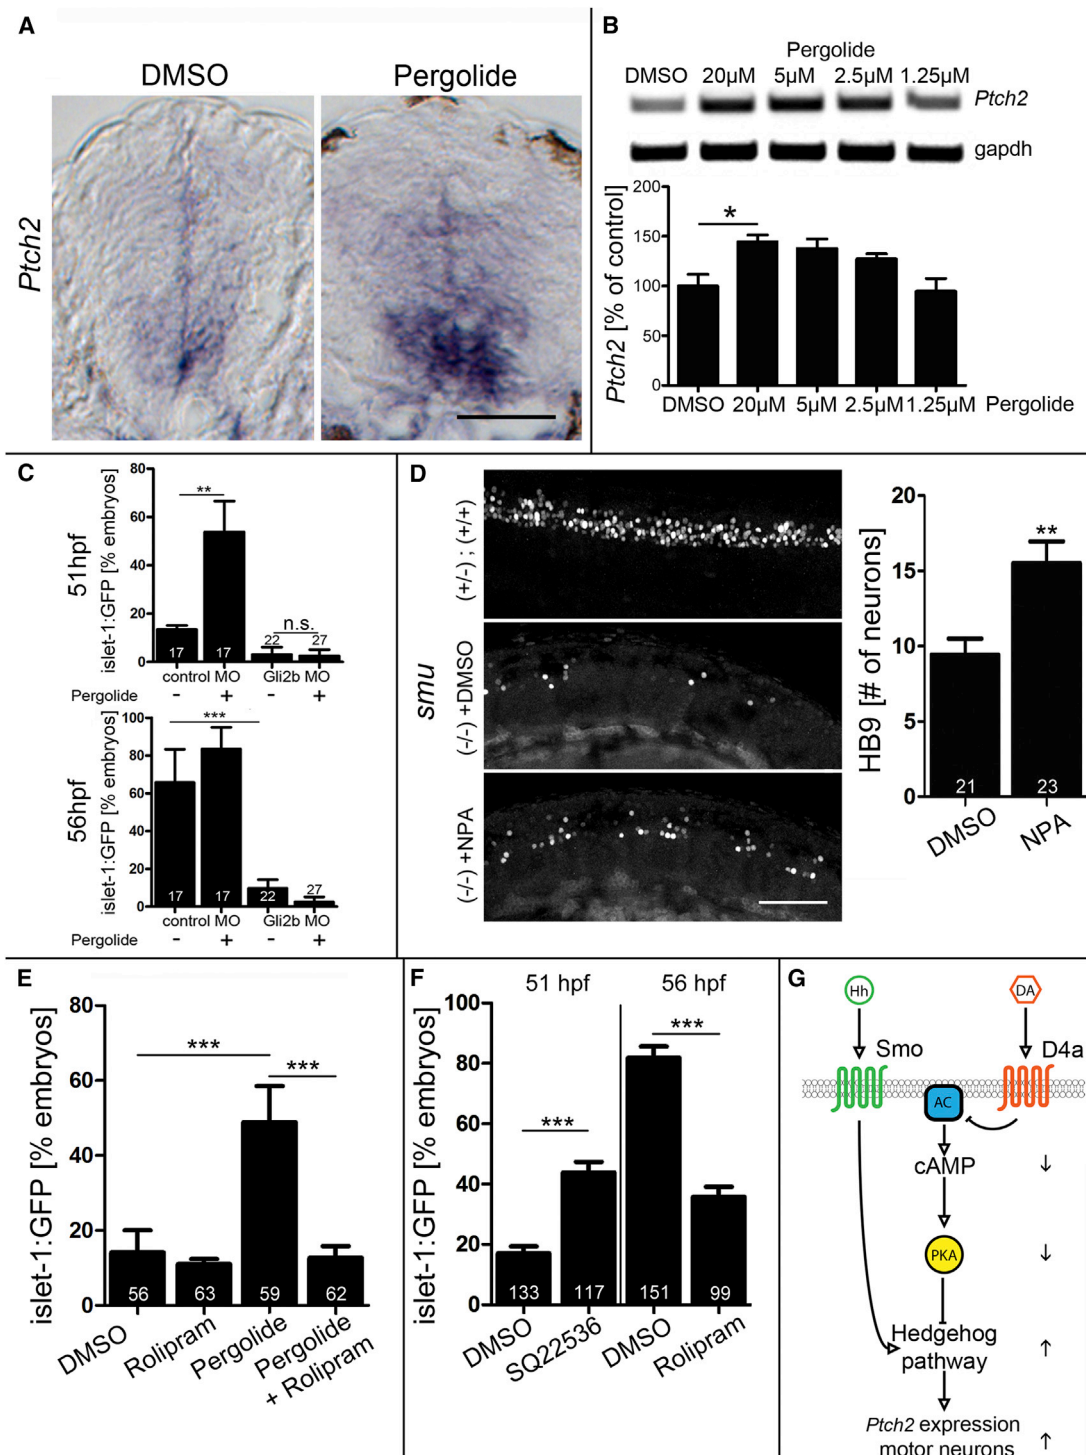 A
DMSO
Pergolide
Ptch2
B
Pergolide
DMSO 20µM 5µM 2.5µM 1.25µM
Ptch2
gapdh
Ptch2 [% of control]
200
150
100
50
0
*
DMSO 20µM 5µM 2.5µM 1.25µM Pergolide
C
51hpf
islet-1:GFP [% embryos]
80
60
40
20
0
**
n.s.
17 17 22 27
control MO Gli2b MO
Pergolide - + - +
56hpf
islet-1:GFP [% embryos]
100
80
60
40
20
0
***
17 17 22 27
control MO Gli2b MO
Pergolide - + - +
D
smu
(+/-) ; (+/+)
(-/-) +DMSO
(-/-) +NPA
HB9 [# of neurons]
20
15
10
5
0
**
21 23
DMSO NPA
E
islet-1:GFP [% embryos]
80
60
40
20
0
***
***
56 63 59 62
DMSO Rolipram Pergolide Pergolide
+ Rolipram
F
51 hpf 56 hpf
islet-1:GFP [% embryos]
100
80
60
40
20
0
***
***
133 117 151 99
DMSO SQ22536 DMSO Rolipram
G
Hh DA
Smo D4a
AC
cAMP ↓
PKA ↓
Hedgehog
pathway ↑
Ptch2 expression
motor neurons ↑